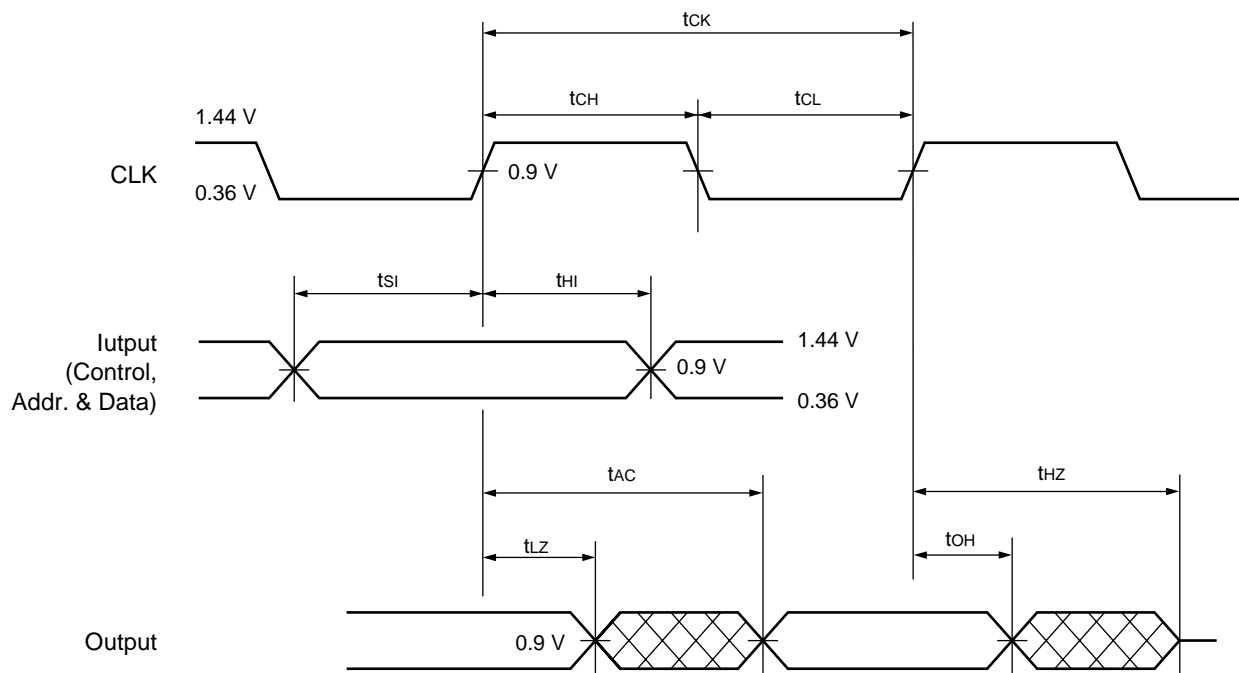 tCK
tCH
tCL
1.44 V
CLK
0.9 V
0.36 V
tSI
tHI
Iutput
(Control,
Addr. & Data)
1.44 V
0.9 V
0.36 V
tAC
tHZ
tLZ
tOH
Output
0.9 V